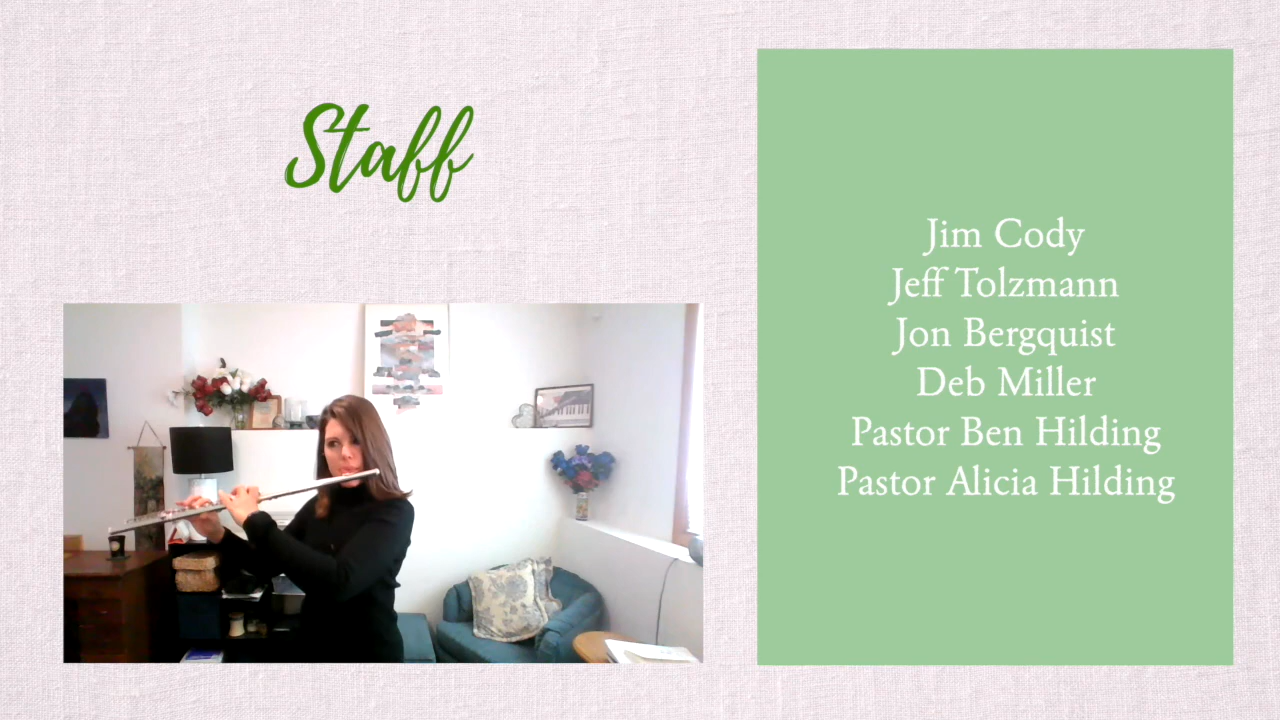 Staff
Jim Cody
Jeff Tolzmann
Jon Bergquist
Deb Miller
Pastor Ben Hilding
Pastor Alicia Hilding